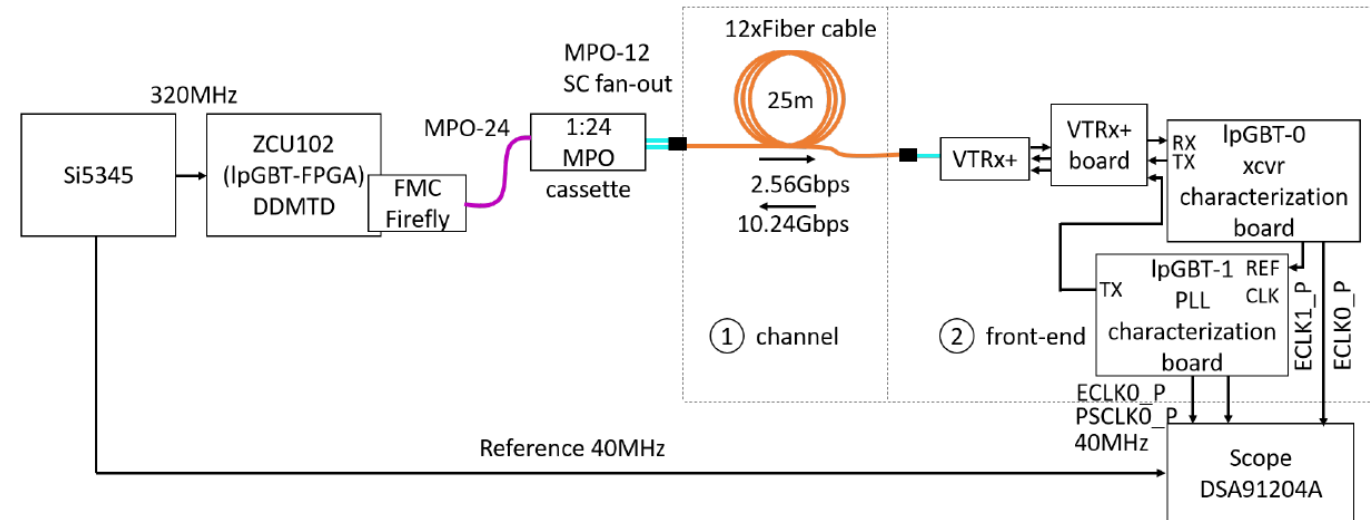 320MHz
Si5345
ZCU102
(lpGBT-FPGA)
DDMTD
FMC
Firefly
MPO-24
MPO-12
SC fan-out
1:24
MPO
cassette
12xFiber cable
25m
2.56Gbps
10.24Gbps
① channel
VTRx+
VTRx+
board
RX
TX
lpGBT-0
xcvr
characterization
board
TX
lpGBT-1
PLL
characterization
board
REF
CLK
ECLK1_P
ECLK0_P
② front-end
ECLK0_P
PSCLK0_P
40MHz
Reference 40MHz
Scope
DSA91204A